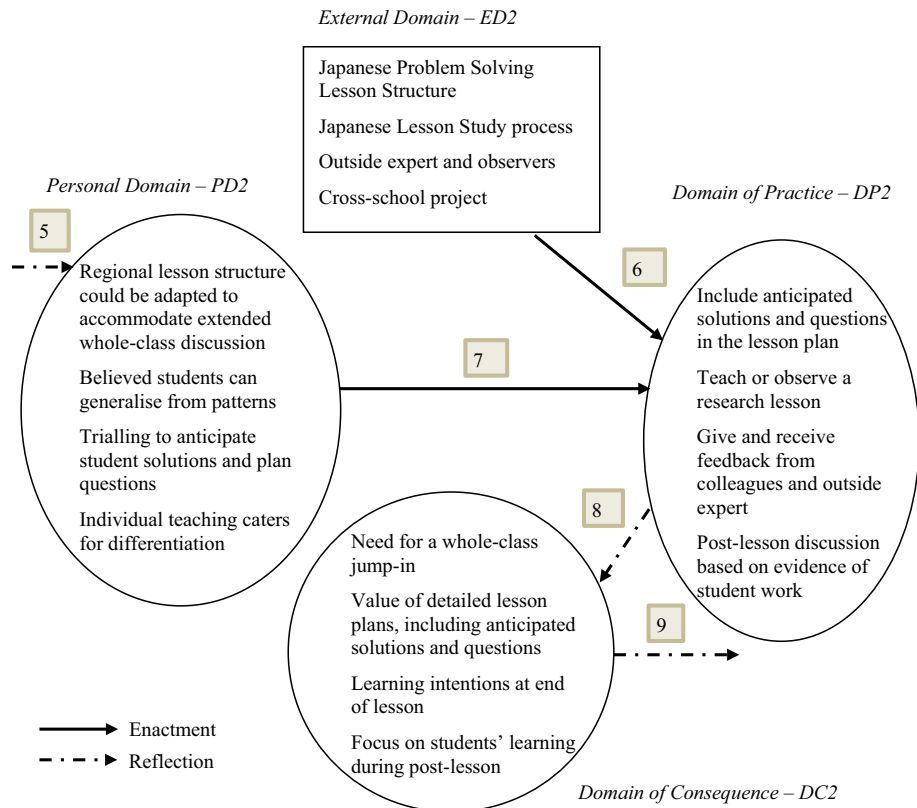 External Domain – ED2
Japanese Problem Solving
Lesson Structure
Japanese Lesson Study process
Outside expert and observers
Cross-school project
Personal Domain – PD2
Domain of Practice – DP2
5
6
Regional lesson structure
could be adapted to
accommodate extended
whole-class discussion
Believed students can
generalise from patterns
Trialling to anticipate
student solutions and plan
questions
Individual teaching caters
for differentiation
7
Include anticipated
solutions and questions
in the lesson plan
Teach or observe a
research lesson
Give and receive
feedback from
colleagues and outside
expert
Post-lesson discussion
based on evidence of
student work
8
Need for a whole-class
jump-in
Value of detailed lesson
plans, including anticipated
solutions and questions
Learning intentions at end
of lesson
Focus on students’ learning
during post-lesson
9
Enactment
Reflection
Domain of Consequence – DC2